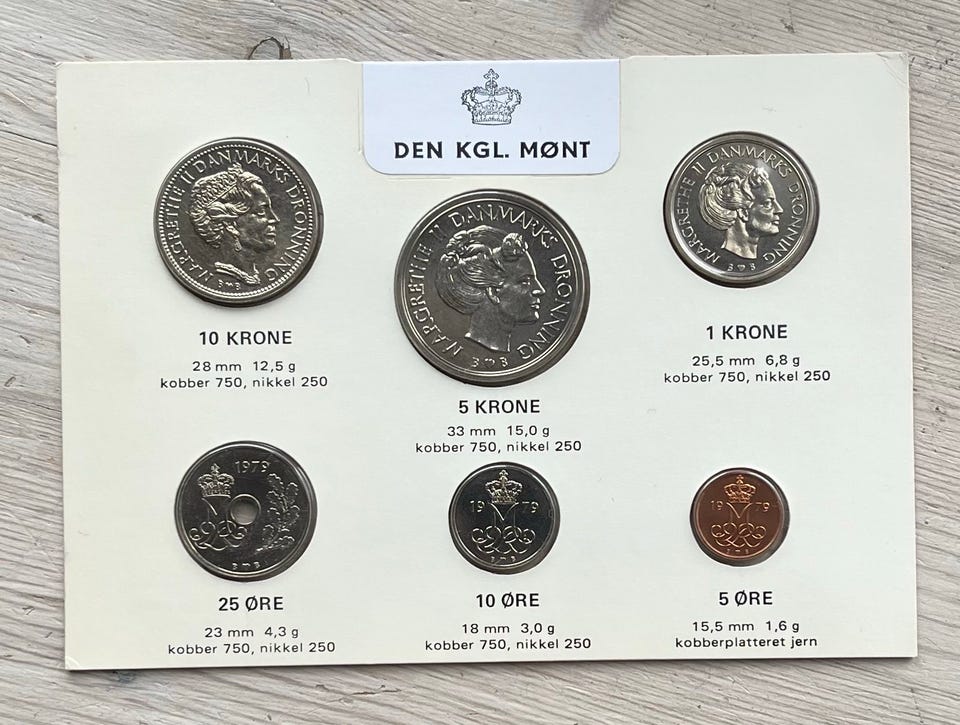 DEN KGL. MØNT
MARGRETHE II DANMARKS DRONNING
B B
10 KRONE
28 mm 12,5 g
kobber 750, nikkel 250
MARGRETHE II DANMARKS DRONNING
B B
5 KRONE
33 mm 15,0 g
kobber 750, nikkel 250
MARGRETHE II DANMARKS DRONNING
B B
1 KRONE
25,5 mm 6,8 g
kobber 750, nikkel 250
1979
B B
25 ØRE
23 mm 4,3 g
kobber 750, nikkel 250
19 79
B B
10 ØRE
18 mm 3,0 g
kobber 750, nikkel 250
19 79
5 ØRE
15,5 mm 1,6 g
kobberplatteret jern